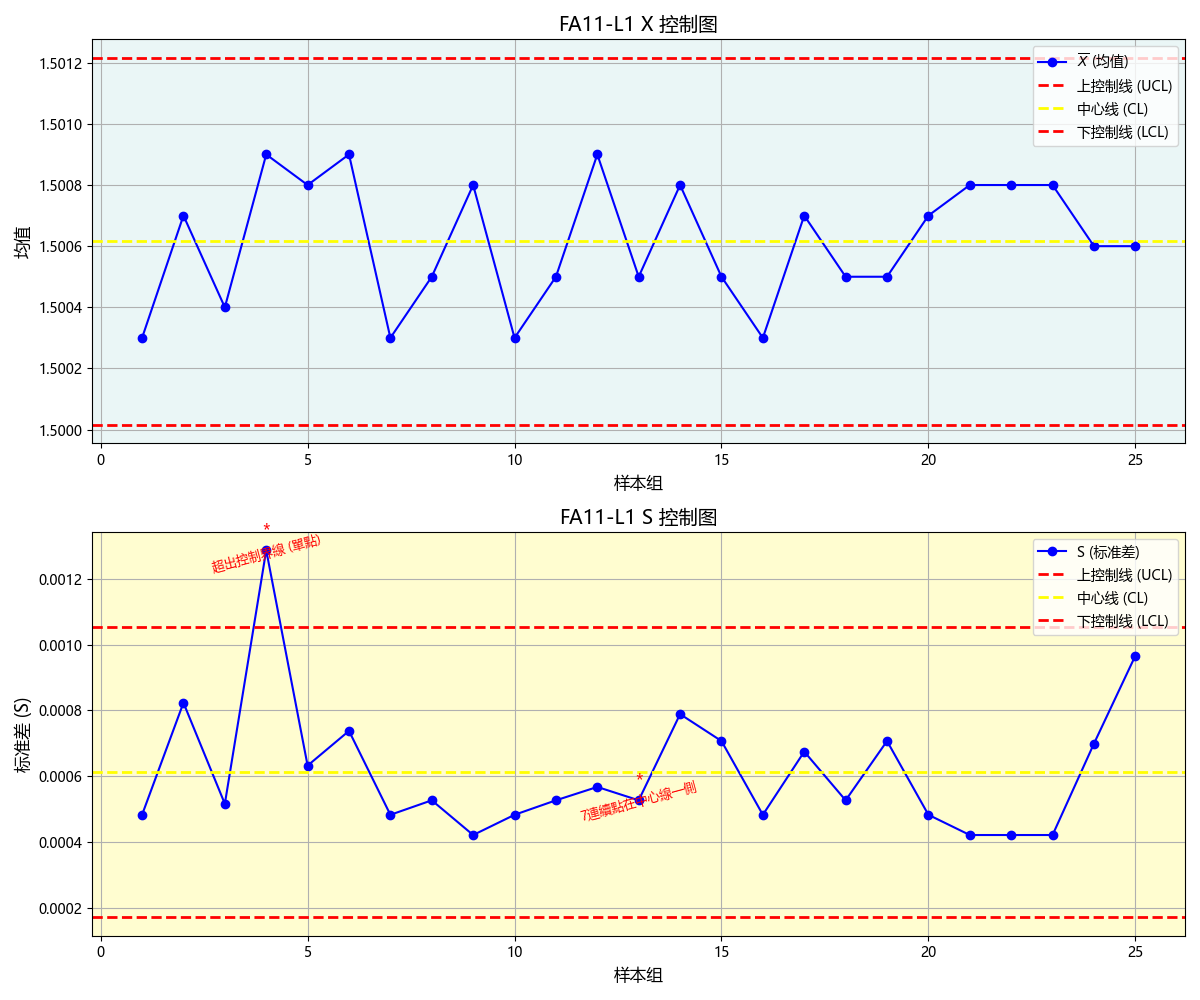 FA11-L1 X 控制图
均值
1.5012
1.5010
1.5008
1.5006
1.5004
1.5002
1.5000
X̅ (均值)
上控制线 (UCL)
中心线 (CL)
下控制线 (LCL)
0 5 10 15 20 25
样本组
FA11-L1 S 控制图
标准差 (S)
0.0012
0.0010
0.0008
0.0006
0.0004
0.0002
*
超出控制界線 (單點)
*
7連續點在中心線一側
S (标准差)
上控制线 (UCL)
中心线 (CL)
下控制线 (LCL)
0 5 10 15 20 25
样本组